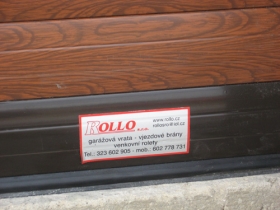 ROLLO s.r.o.
www.rollo.cz
garážová vrata - vjezdové brány
venkovní rolety
Tel.: 323 602 905 - mob.: 602 778 731